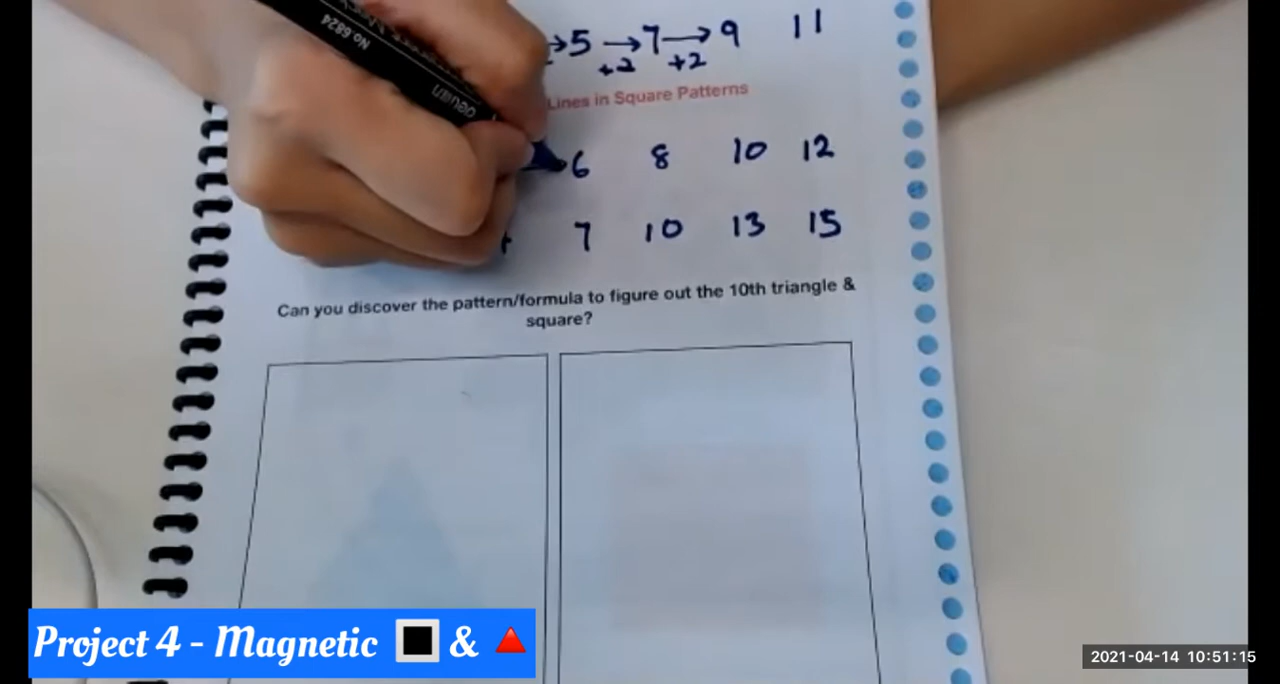 →5 →7→9 11
+2 +2
Lines in Square Patterns
6 8 10 12
7 10 13 15
Can you discover the pattern/formula to figure out the 10th triangle &
square?
No.6824
Project 4 - Magnetic 🔳 & 🔺
2021-04-14 10:51:15